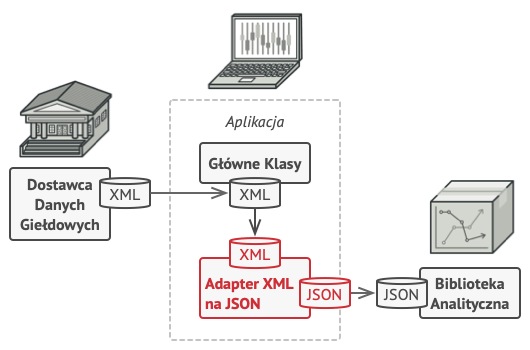 Aplikacja
Dostawca
Danych
Giełdowych
XML
Główne Klasy
XML
XML
Adapter XML
na JSON
JSON
JSON
Biblioteka
Analityczna